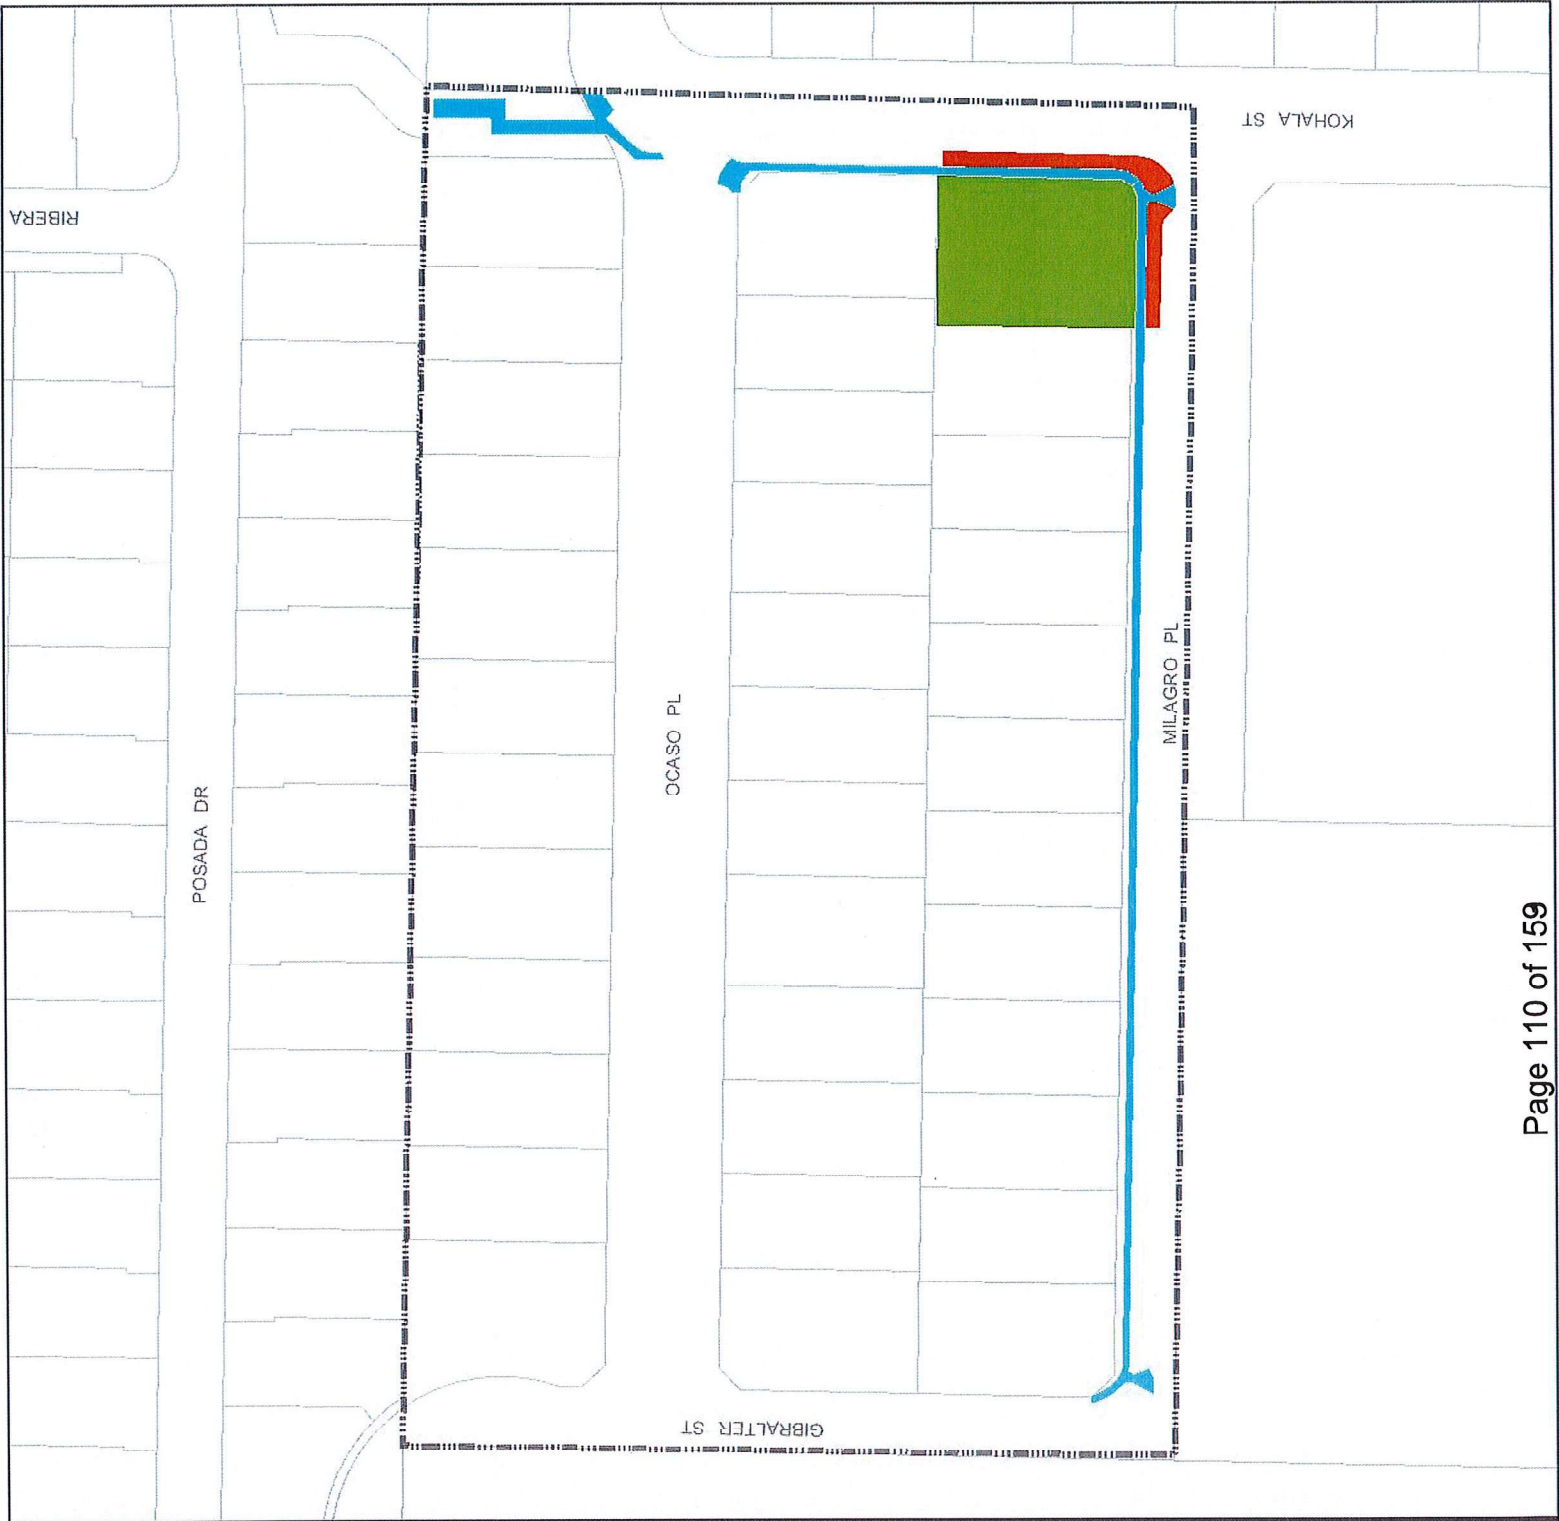 KOHALA ST
RIBERA
MILAGRO PL
OCASO PL
POSADA DR
GIBRALTER ST
Page 110 of 159